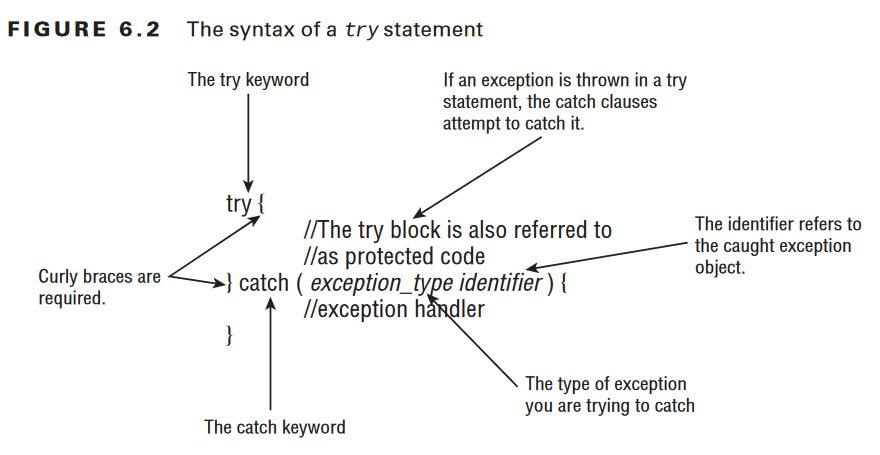 FIGURE 6.2 The syntax of a try statement
The try keyword
If an exception is thrown in a try
statement, the catch clauses
attempt to catch it.
try {
//The try block is also referred to
//as protected code
The identifier refers to
the caught exception
object.
Curly braces are
required.
} catch ( exception_type identifier ) {
//exception handler
}
The type of exception
you are trying to catch
The catch keyword